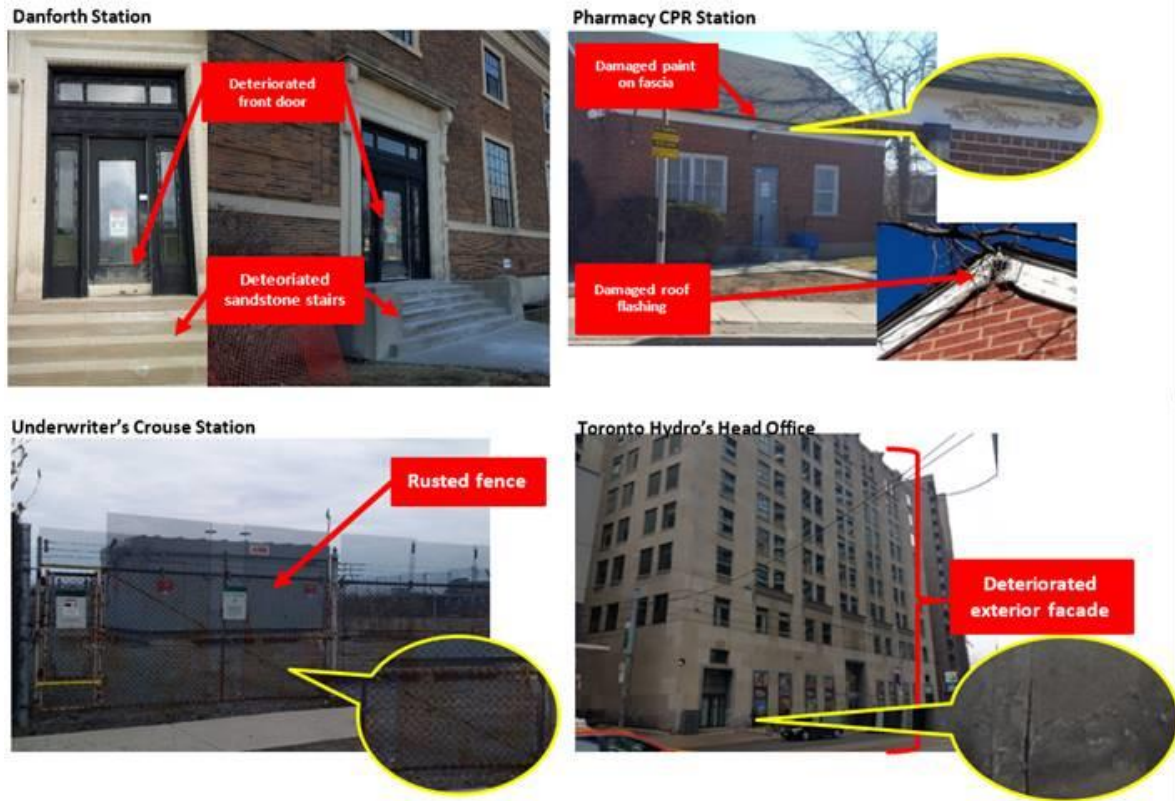 Danforth Station
Deteriorated
front door
Deteoriated
sandstone stairs
Pharmacy CPR Station
Damaged paint
on fascia
Damaged roof
flashing
Underwriter's Crouse Station
Rusted fence
Toronto Hydro's Head Office
Deteriorated
exterior facade